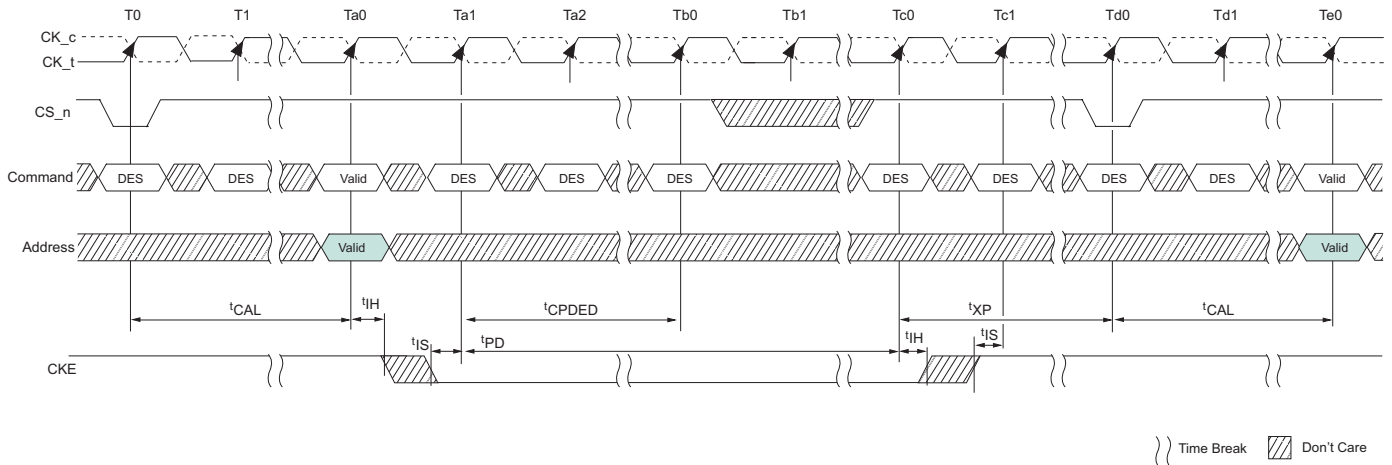 T0 T1 Ta0 Ta1 Ta2 Tb0 Tb1 Tc0 Tc1 Td0 Td1 Te0
CK_c
CK_t
CS_n
Command DES DES Valid DES DES DES DES DES DES DES Valid
Address Valid Valid
tCAL tIH tCPDED tXP tCAL
tIS tPD tIH tIS
CKE
Time Break Don't Care